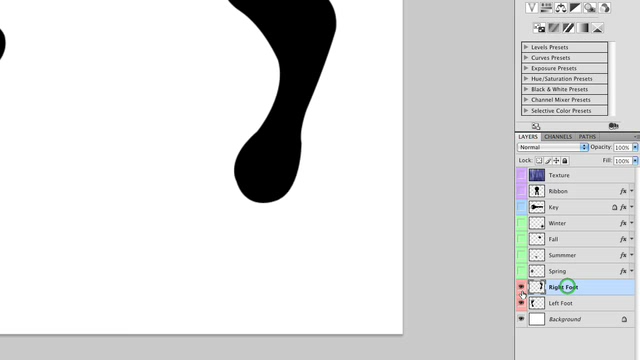 Levels Presets
Curves Presets
Exposure Presets
Hue/Saturation Presets
Black & White Presets
Channel Mixer Presets
Selective Color Presets
LAYERS CHANNELS PATHS
Normal Opacity: 100%
Lock: Fill: 100%
Texture
Ribbon fx
Key fx
Winter fx
Fall fx
Summmer fx
Spring fx
Right Foot
Left Foot
Background